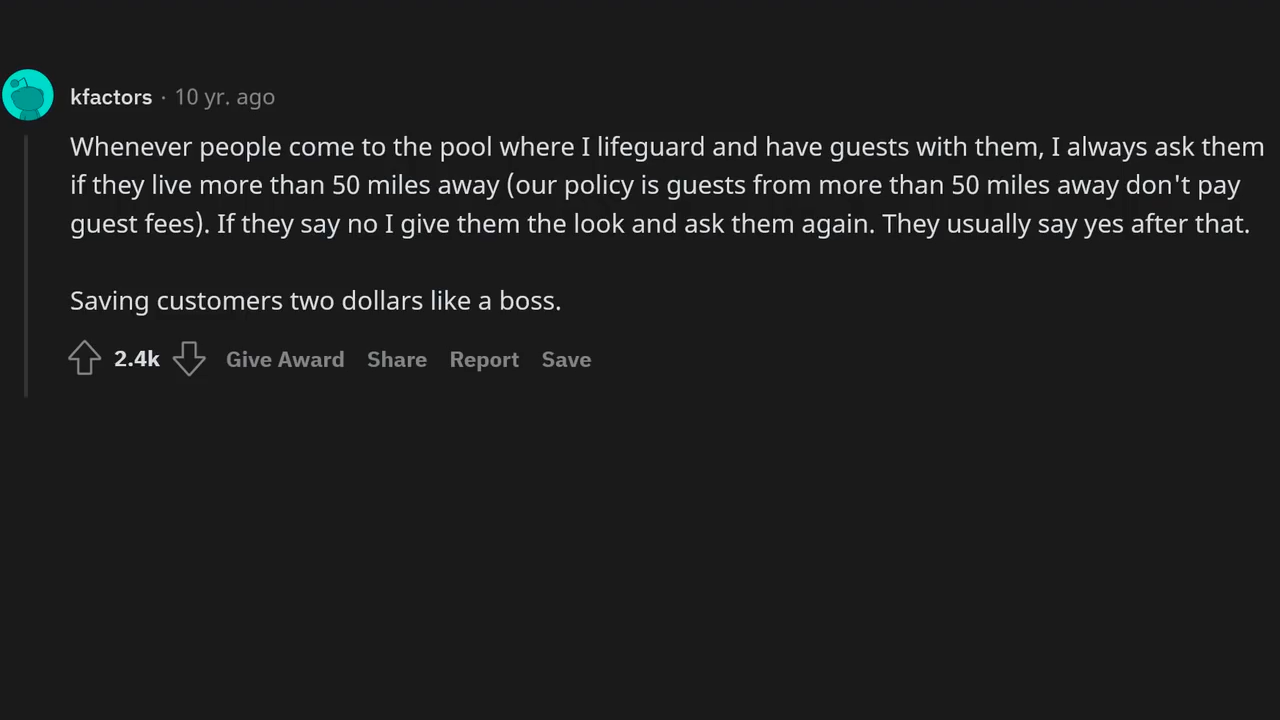 kfactors · 10 yr. ago
Whenever people come to the pool where I lifeguard and have guests with them, I always ask them
if they live more than 50 miles away (our policy is guests from more than 50 miles away don't pay
guest fees). If they say no I give them the look and ask them again. They usually say yes after that.
Saving customers two dollars like a boss.
2.4k Give Award Share Report Save